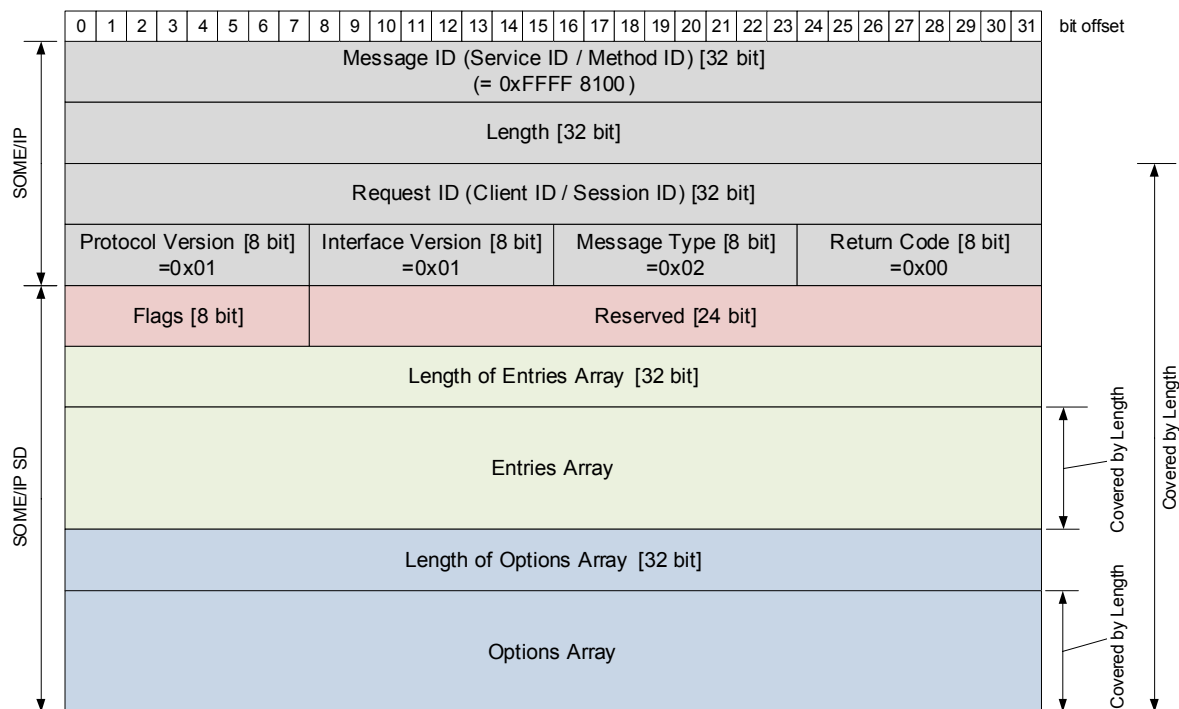 0 1 2 3 4 5 6 7 8 9 10 11 12 13 14 15 16 17 18 19 20 21 22 23 24 25 26 27 28 29 30 31 bit offset
Message ID (Service ID / Method ID) [32 bit]
(= 0xFFFF 8100)
Length [32 bit]
SOME/IP
Request ID (Client ID / Session ID) [32 bit]
Protocol Version [8 bit]
=0x01
Interface Version [8 bit]
=0x01
Message Type [8 bit]
=0x02
Return Code [8 bit]
=0x00
Flags [8 bit]
Reserved [24 bit]
Length of Entries Array [32 bit]
Entries Array
Covered by Length
Covered by Length
SOME/IP SD
Length of Options Array [32 bit]
Options Array
Covered by Length